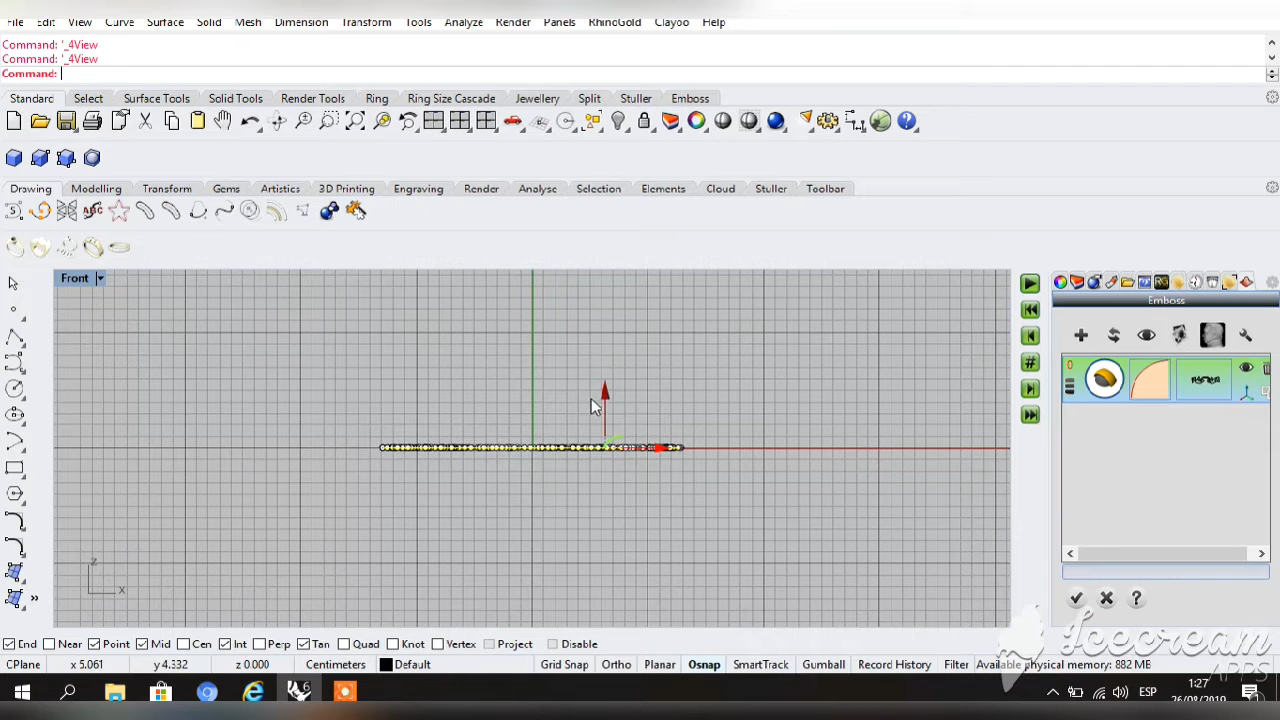 File Edit View Curve Surface Solid Mesh Dimension Transform Tools Analyze Render Panels RhinoGold Clayoo Help
Command: '_4View
Command: '_4View
Command:
Standard Select Surface Tools Solid Tools Render Tools Ring Ring Size Cascade Jewellery Split Stuller Emboss
Drawing Modelling Transform Gems Artistics 3D Printing Engraving Render Analyse Selection Elements Cloud Stuller Toolbar
ABC
RG
Front
Emboss
0
#
z
x
»
End Near Point Mid Cen Int Perp Tan Quad Knot Vertex Project Disable
Icecream
APPS
CPlane x 5.061 y 4.332 z 0.000 Centimeters Default Grid Snap Ortho Planar Osnap SmartTrack Gumball Record History Filter Available physical memory: 882 MB
ESP 1:27
26/08/2019